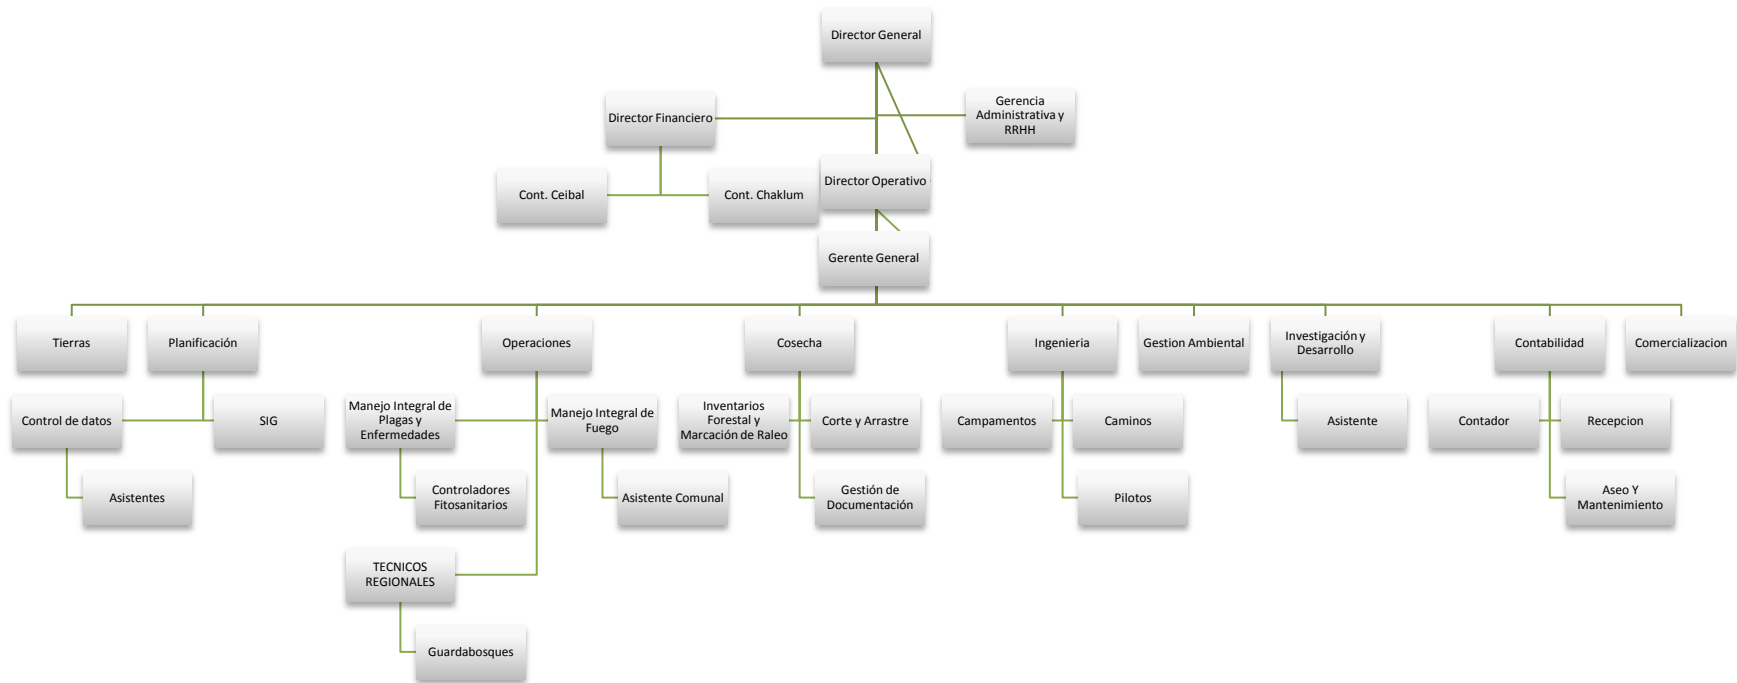 Director General
Director Financiero
Gerencia
Administrativa y
RRHH
Cont. Ceibal
Cont. Chaklum
Director Operativo
Gerente General
Tierras
Planificación
Operaciones
Cosecha
Ingenieria
Gestion Ambiental
Investigación y
Desarrollo
Contabilidad
Comercializacion
Control de datos
SIG
Manejo Integral de
Plagas y
Enfermedades
Manejo Integral de
Fuego
Inventarios
Forestal y
Marcación de Raleo
Corte y Arrastre
Campamentos
Caminos
Asistente
Contador
Recepcion
Asistentes
Controladores
Fitosanitarios
Asistente Comunal
Gestión de
Documentación
Pilotos
Aseo Y
Mantenimiento
TECNICOS
REGIONALES
Guardabosques